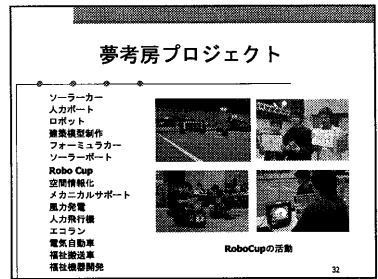 夢考房プロジェクト
ソーラーカー
人力ボート
ロボット
建築模型制作
フォーミュラカー
ソーラーボート
Robo Cup
空間情報化
メカニカルサポート
風力発電
人力飛行機
エコラン
電気自動車
福祉搬送車
福祉機器開発
RoboCupの活動
32